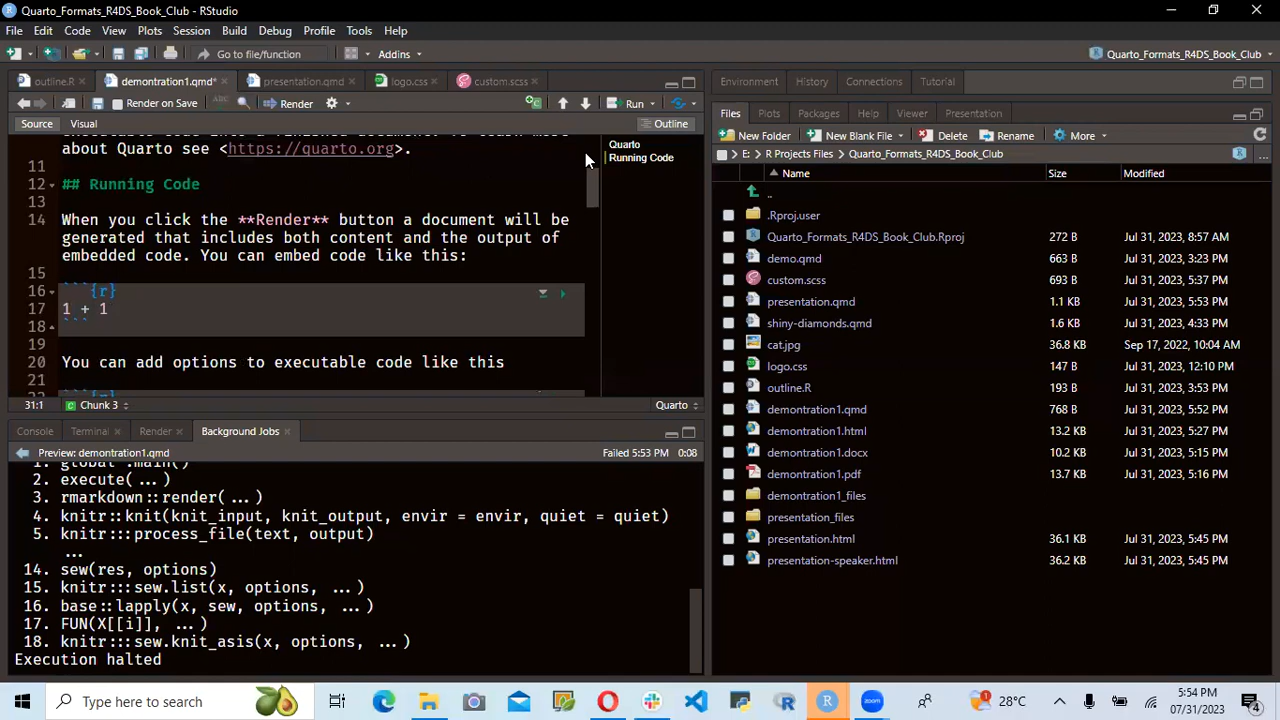 Quarto_Formats_R4DS_Book_Club - RStudio
File Edit Code View Plots Session Build Debug Profile Tools Help
Go to file/function Addins Quarto_Formats_R4DS_Book_Club
outline.R demontration1.qmd* presentation.qmd logo.css custom.scss
Render on Save ABC Render Run
Source Visual Outline
about Quarto see <https://quarto.org>.
11
12 ## Running Code
13
14 When you click the **Render** button a document will be
generated that includes both content and the output of
embedded code. You can embed code like this:
15
16 ```{r}
17 1 + 1
18 ```
19
20 You can add options to executable code like this
21
Quarto
Running Code
31:1 Chunk 3 Quarto
Console Terminal Render Background Jobs
Preview: demontration1.qmd Failed 5:53 PM 0:08
1. global .main()
2. execute( ... )
3. rmarkdown::render( ... )
4. knitr::knit(knit_input, knit_output, envir = envir, quiet = quiet)
5. knitr:::process_file(text, output)
...
14. sew(res, options)
15. knitr:::sew.list(x, options, ... )
16. base::lapply(x, sew, options, ... )
17. FUN(X[[i]], ... )
18. knitr:::sew.knit_asis(x, options, ... )
Execution halted
Environment History Connections Tutorial
Files Plots Packages Help Viewer Presentation
New Folder New Blank File Delete Rename More
E: R Projects Files Quarto_Formats_R4DS_Book_Club ...
Name Size Modified
..
.Rproj.user
Quarto_Formats_R4DS_Book_Club.Rproj 272 B Jul 31, 2023, 8:57 AM
demo.qmd 663 B Jul 31, 2023, 3:23 PM
custom.scss 693 B Jul 31, 2023, 5:37 PM
presentation.qmd 1.1 KB Jul 31, 2023, 5:53 PM
shiny-diamonds.qmd 1.6 KB Jul 31, 2023, 4:33 PM
cat.jpg 36.8 KB Sep 17, 2022, 10:04 AM
logo.css 147 B Jul 31, 2023, 12:10 PM
outline.R 193 B Jul 31, 2023, 3:53 PM
demontration1.qmd 768 B Jul 31, 2023, 5:52 PM
demontration1.html 13.2 KB Jul 31, 2023, 5:27 PM
demontration1.docx 10.2 KB Jul 31, 2023, 5:15 PM
demontration1.pdf 13.7 KB Jul 31, 2023, 5:16 PM
demontration1_files
presentation_files
presentation.html 36.1 KB Jul 31, 2023, 5:45 PM
presentation-speaker.html 36.2 KB Jul 31, 2023, 5:45 PM
Type here to search 28°C 5:54 PM
07/31/2023 4